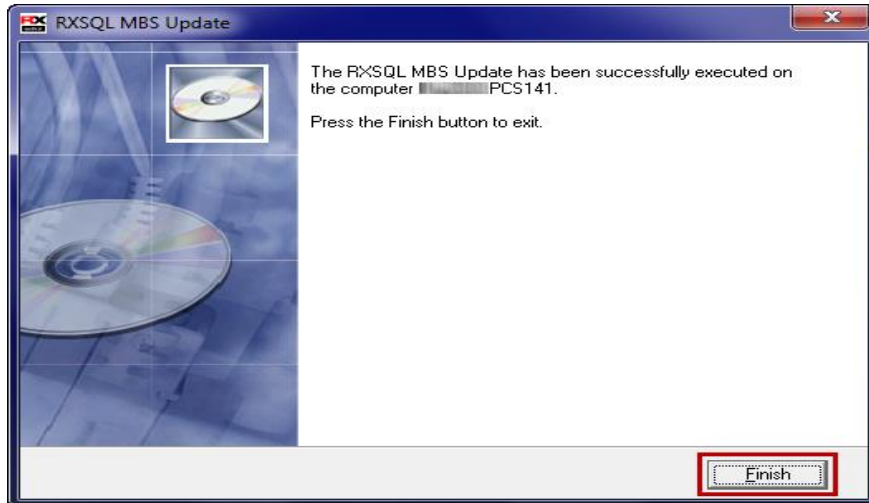 RX
RXSQL MBS Update
The RXSQL MBS Update has been successfully executed on
the computer PCS141.
Press the Finish button to exit.
Finish